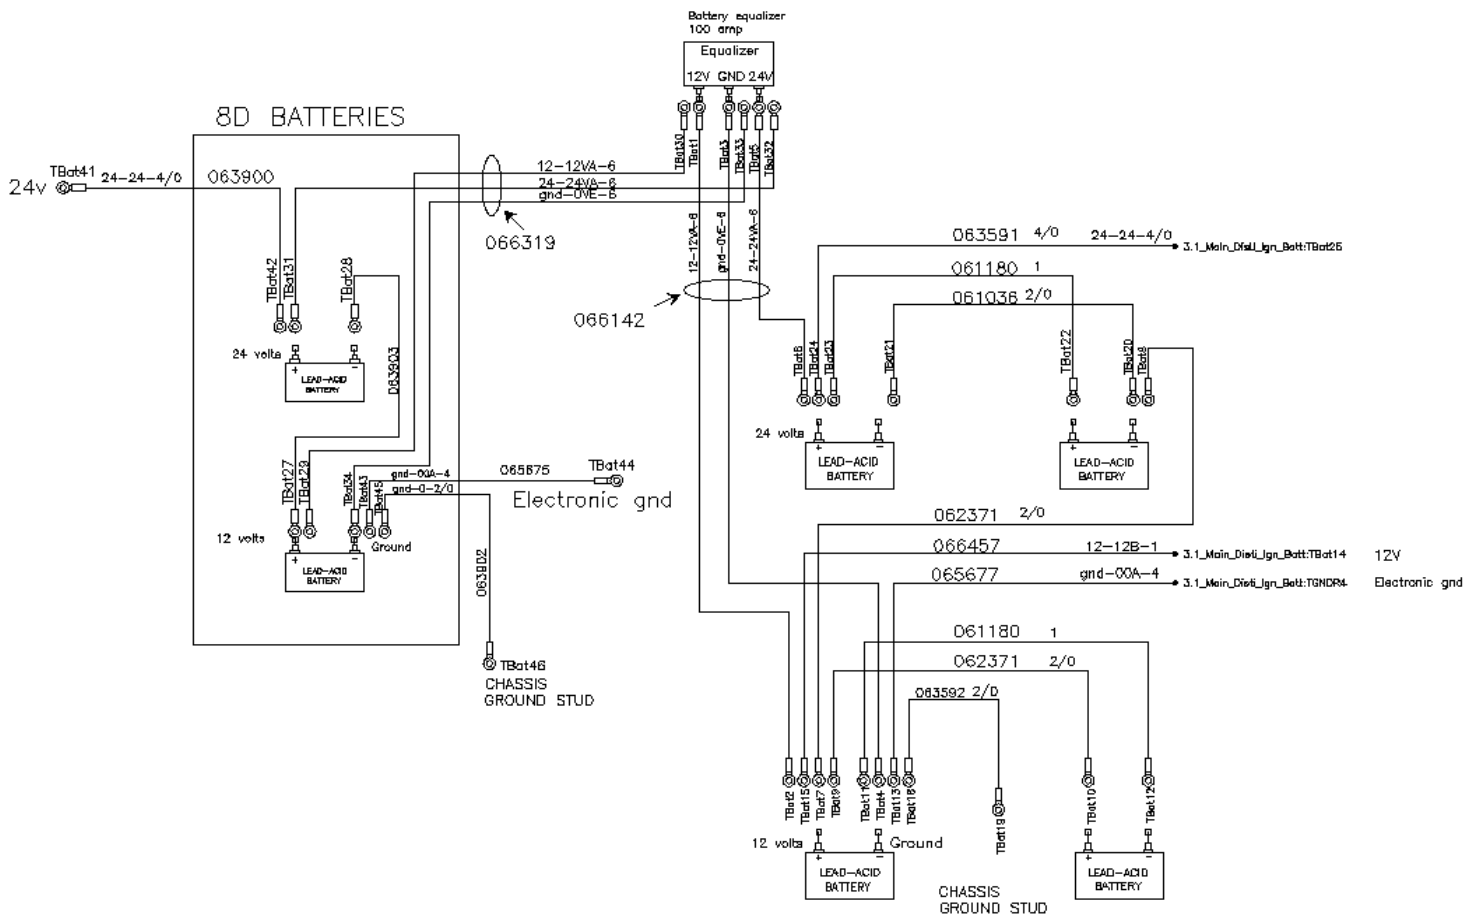 Battery equalizer
100 amp
Equalizer
12V GND 24V
TBat30
TBat1
TBat3
TBat33
TBat5
TBat32
8D BATTERIES
24v
TBat41
24-24-4/0
063900
12-12VA-6
24-24VA-6
gnd-0VE-6
066319
12-12VA-6
gnd-0VE-6
24-24VA-6
066142
TBat42
TBat31
TBat28
24 volts
+
-
LEAD-ACID
BATTERY
063903
TBat27
TBat29
TBat34
TBat43
TBat45
gnd-00A-4
gnd-0-2/0
065675
TBat44
Electronic gnd
12 volts
Ground
+
-
LEAD-ACID
BATTERY
063902
TBat46
CHASSIS
GROUND STUD
063591 4/0
24-24-4/0
061180 1
061036 2/0
TBat6
TBat24
TBat23
TBat21
TBat22
TBat20
TBat8
24 volts
+
-
LEAD-ACID
BATTERY
+
-
LEAD-ACID
BATTERY
062371 2/0
066457
12-12B-1
3.1_Main_Disti_Ign_Batt:TBat14
12V
065677
gnd-00A-4
3.1_Main_Disti_Ign_Batt:TGNDR4
Electronic gnd
061180 1
062371 2/0
063592 2/0
TBat2
TBat15
TBat7
TBat9
TBat11
TBat4
TBat13
TBat18
TBat19
TBat10
TBat12
12 volts
Ground
+
-
LEAD-ACID
BATTERY
CHASSIS
GROUND STUD
+
-
LEAD-ACID
BATTERY